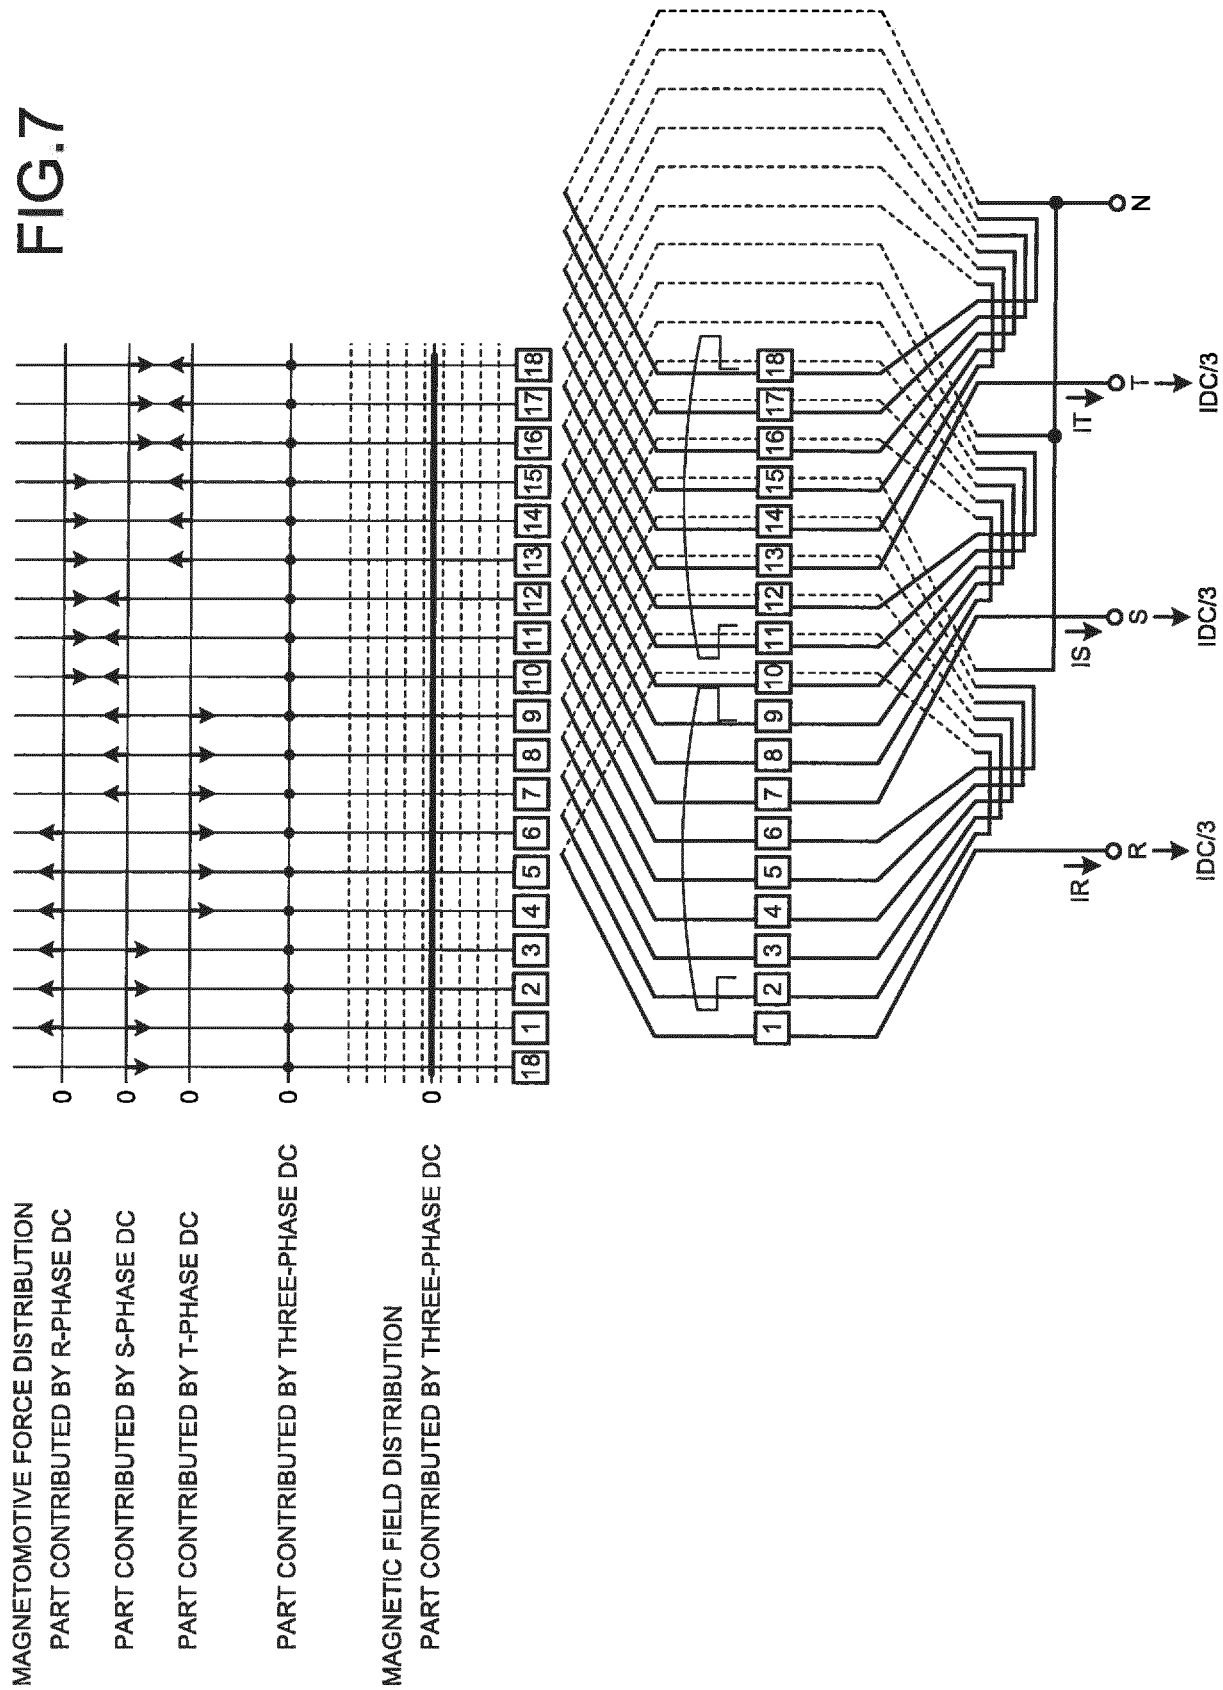 FIG.7
MAGNETOMOTIVE FORCE DISTRIBUTION
PART CONTRIBUTED BY R-PHASE DC 0
PART CONTRIBUTED BY S-PHASE DC 0
PART CONTRIBUTED BY T-PHASE DC 0
PART CONTRIBUTED BY THREE-PHASE DC 0
MAGNETIC FIELD DISTRIBUTION
PART CONTRIBUTED BY THREE-PHASE DC 0
18 1 2 3 4 5 6 7 8 9 10 11 12 13 14 15 16 17 18
1 2 3 4 5 6 7 8 9 10 11 12 13 14 15 16 17 18
IR IS IT
R S T N
IDC/3 IDC/3 IDC/3